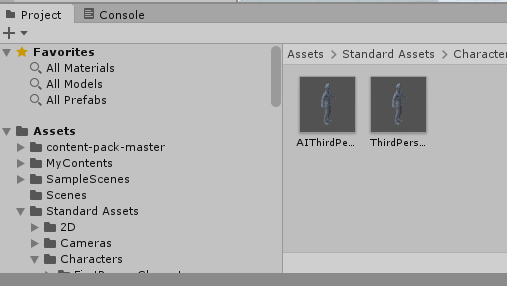 Project
Console
Favorites
All Materials
All Models
All Prefabs
Assets
content-pack-master
MyContents
SampleScenes
Scenes
Standard Assets
2D
Cameras
Characters
Assets > Standard Assets > Character
AIThirdPe...
ThirdPers...